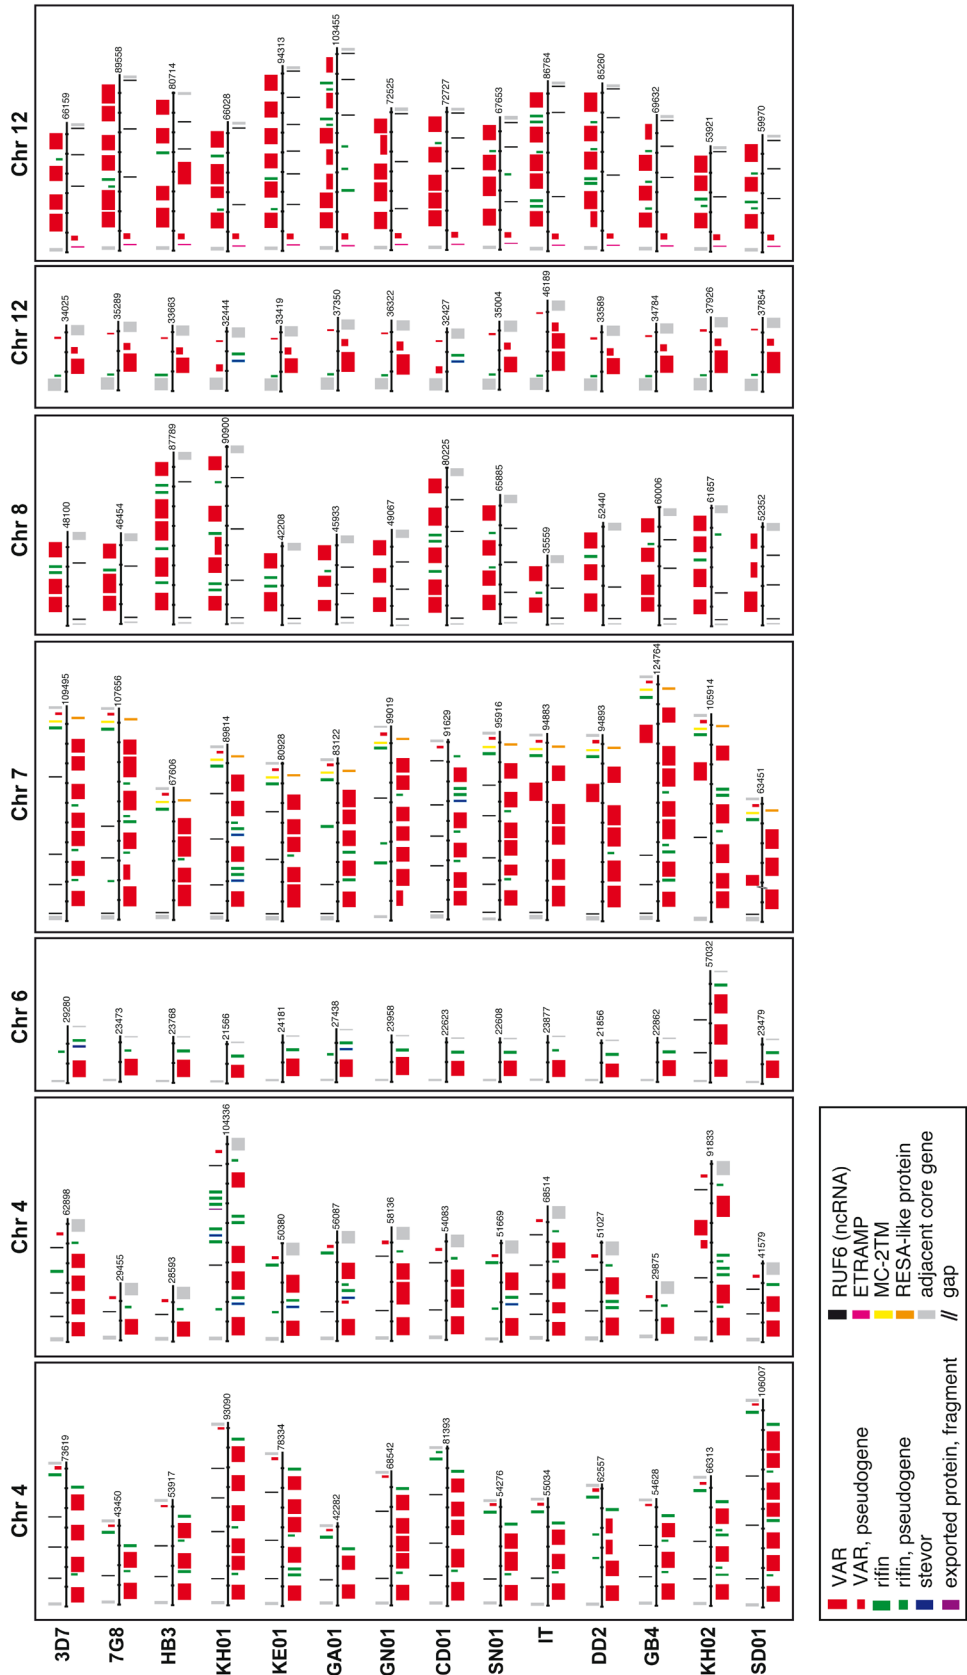 Chr 4 Chr 4 Chr 6 Chr 7 Chr 8 Chr 12 Chr 12
3D7 73619 62898 29280 109495 48100 34025 66159
7G8 43450 29455 23473 107656 46454 35289 89558
HB3 53917 28593 23768 67606 87789 33663 80714
KH01 93090 104336 21566 89814 90900 32444 66028
KE01 78334 50380 24181 80928 42208 33419 94313
GA01 42282 56087 27438 83122 45933 37350 103455
GN01 68542 58136 23958 99019 49067 36322 72525
CD01 81393 54083 22623 91629 80225 32427 72727
SN01 54276 51669 22608 95916 65885 35004 67653
IT 55034 68514 23877 94883 35559 46189 86764
DD2 62557 51027 21856 94893 52440 33589 85260
GB4 54628 29875 22862 124764 60006 34784 69632
KH02 66313 91833 57032 105914 61657 37926 53921
SD01 106007 41579 23479 63451 52352 37854 59970
VAR
VAR, pseudogene
rifin
rifin, pseudogene
stevor
exported protein, fragment
RUF6 (ncRNA)
ETRAMP
MC-2TM
RESA-like protein
adjacent core gene
// gap